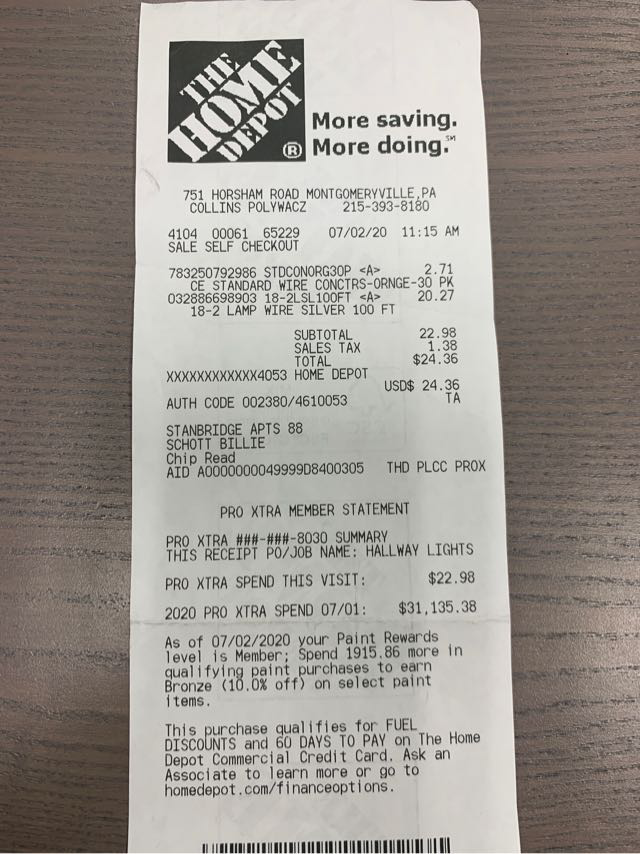 THE
HOME
DEPOT
®
More saving.
More doing.℠
751 HORSHAM ROAD MONTGOMERYVILLE,PA
COLLINS POLYWACZ 215-393-8180
4104 00061 65229 07/02/20 11:15 AM
SALE SELF CHECKOUT
783250792986 STDCONORG30P <A> 2.71
CE STANDARD WIRE CONCTRS-ORNGE-30 PK
032886698903 18-2LSL100FT <A> 20.27
18-2 LAMP WIRE SILVER 100 FT
SUBTOTAL 22.98
SALES TAX 1.38
TOTAL $24.36
XXXXXXXXXXXX4053 HOME DEPOT
USD$ 24.36
AUTH CODE 002380/4610053 TA
STANBRIDGE APTS 88
SCHOTT BILLIE
Chip Read
AID A0000000049999D8400305 THD PLCC PROX
PRO XTRA MEMBER STATEMENT
PRO XTRA ###-###-8030 SUMMARY
THIS RECEIPT PO/JOB NAME: HALLWAY LIGHTS
PRO XTRA SPEND THIS VISIT: $22.98
2020 PRO XTRA SPEND 07/01: $31,135.38
As of 07/02/2020 your Paint Rewards
level is Member; Spend 1915.86 more in
qualifying paint purchases to earn
Bronze (10.0% off) on select paint
items.
This purchase qualifies for FUEL
DISCOUNTS and 60 DAYS TO PAY on The Home
Depot Commercial Credit Card. Ask an
Associate to learn more or go to
homedepot.com/financeoptions.